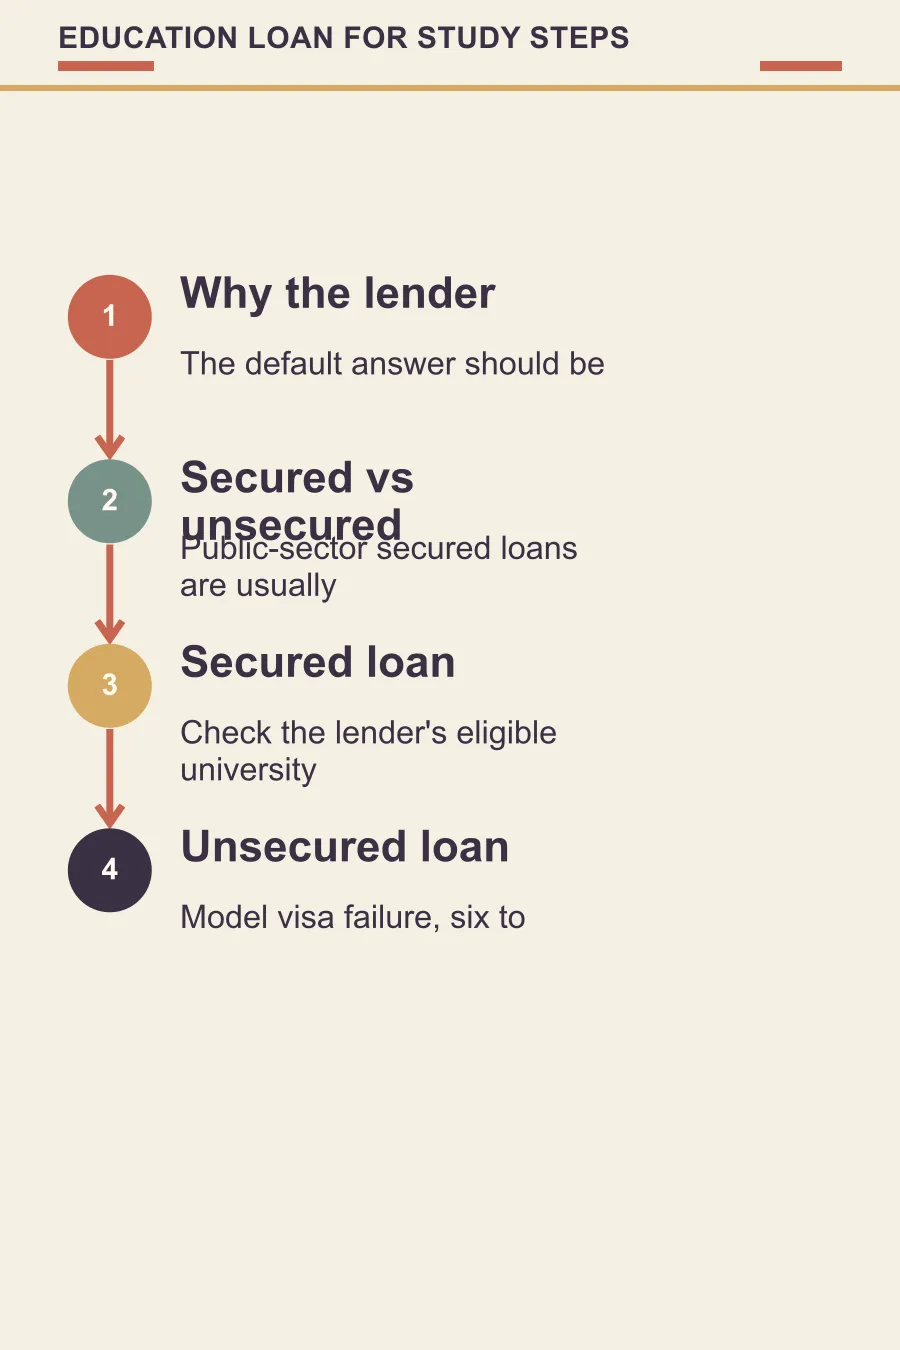 EDUCATION LOAN FOR STUDY STEPS
1
Why the lender
The default answer should be
2
Secured vs
unsecured
Public-sector secured loans
are usually
3
Secured loan
Check the lender's eligible
university
4
Unsecured loan
Model visa failure, six to